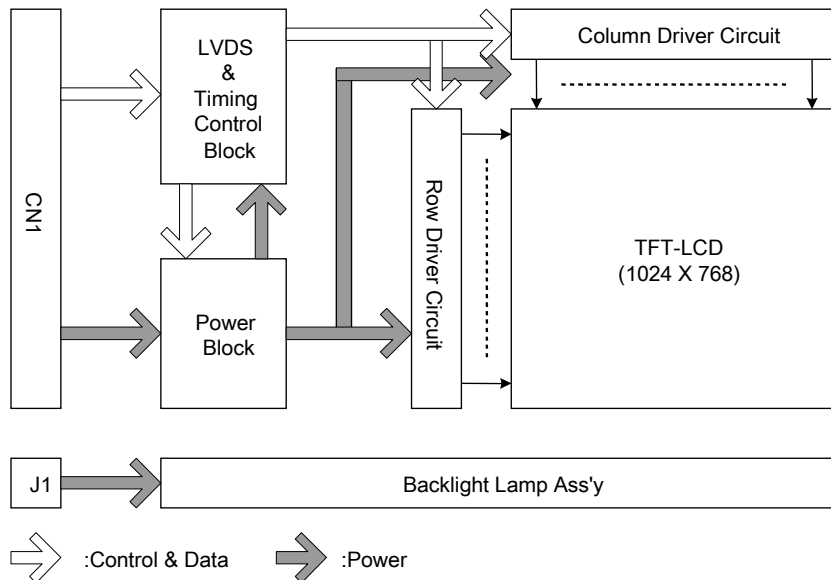 CN1
LVDS
&
Timing
Control
Block
Power
Block
Column Driver Circuit
Row Driver Circuit
TFT-LCD
(1024 X 768)
J1
Backlight Lamp Ass'y
:Control & Data
:Power